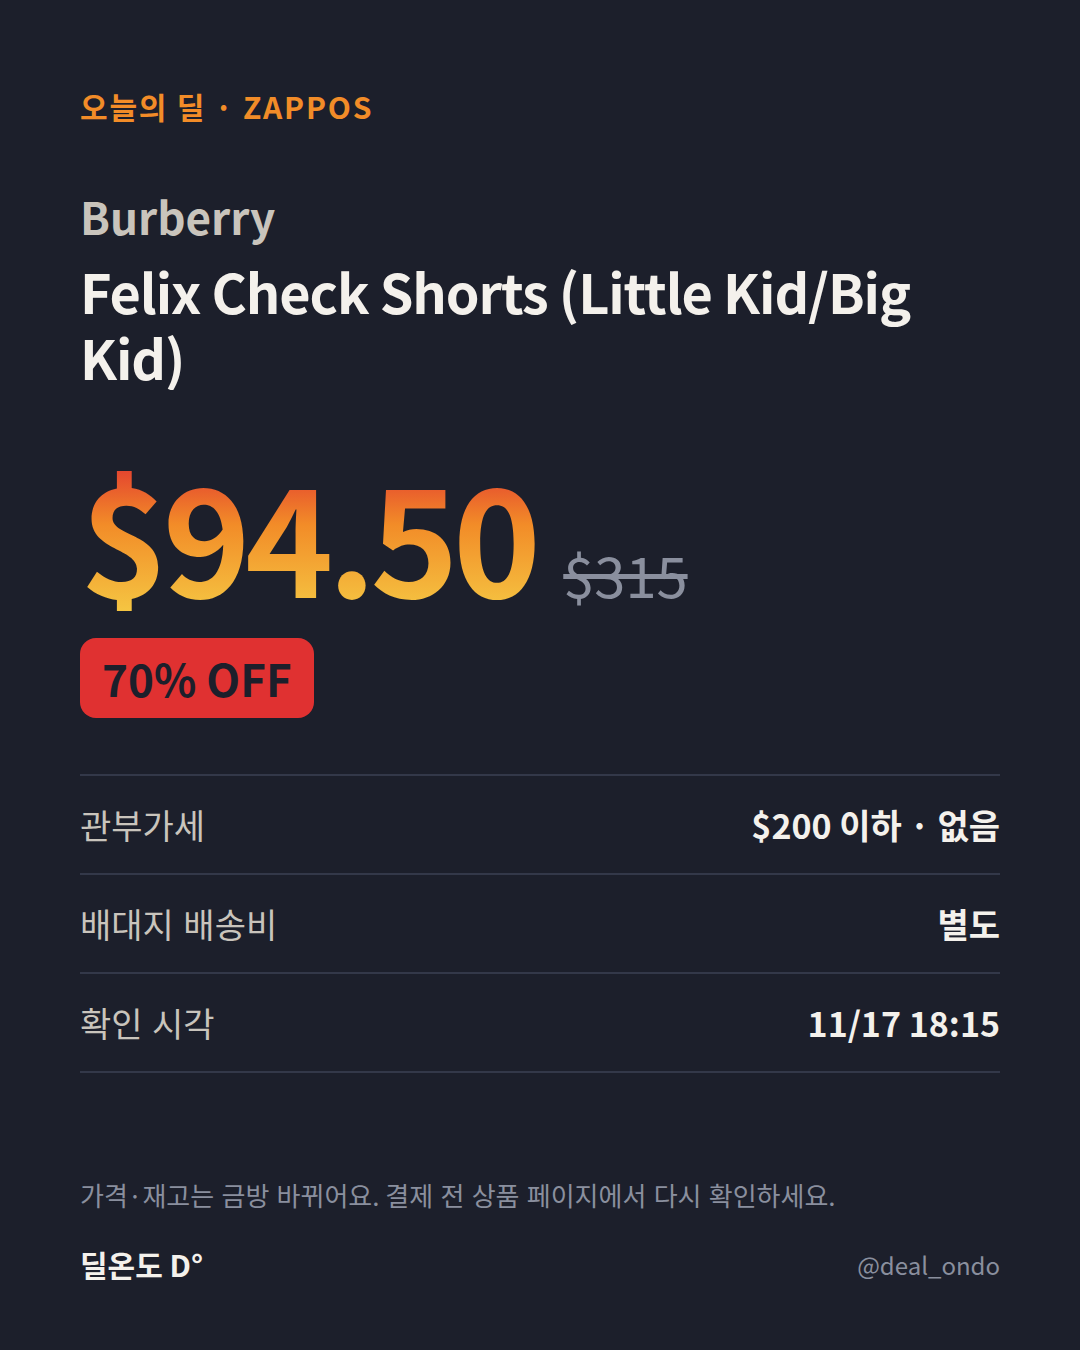 오늘의 딜 · ZAPPOS
Burberry
Felix Check Shorts (Little Kid/Big
Kid)
$94.50 $315
70% OFF
관부가세 $200 이하 · 없음
배대지 배송비 별도
확인 시각 11/17 18:15
가격·재고는 금방 바뀌어요. 결제 전 상품 페이지에서 다시 확인하세요.
딜온도 D° @deal_ondo